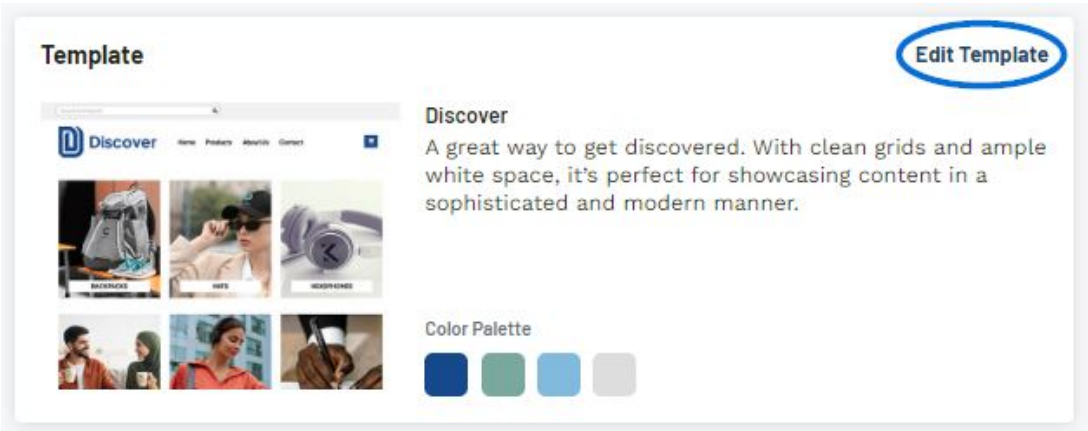 Template
Edit Template
Discover
Home Products About Us Contact
BACKPACKS
HATS
HEADPHONES
Discover
A great way to get discovered. With clean grids and ample
white space, it's perfect for showcasing content in a
sophisticated and modern manner.
Color Palette